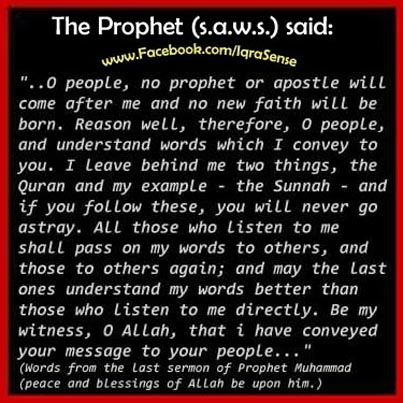 The Prophet (s.a.w.s.) said:
www.Facebook.com/IqraSense
"..O people, no prophet or apostle will
come after me and no new faith will be
born. Reason well, therefore, O people,
and understand words which I convey to
you. I leave behind me two things, the
Quran and my example - the Sunnah - and
if you follow these, you will never go
astray. All those who listen to me
shall pass on my words to others, and
those to others again; and may the last
ones understand my words better than
those who listen to me directly. Be my
witness, O Allah, that i have conveyed
your message to your people..."
(Words from the last sermon of Prophet Muhammad
(peace and blessings of Allah be upon him.)